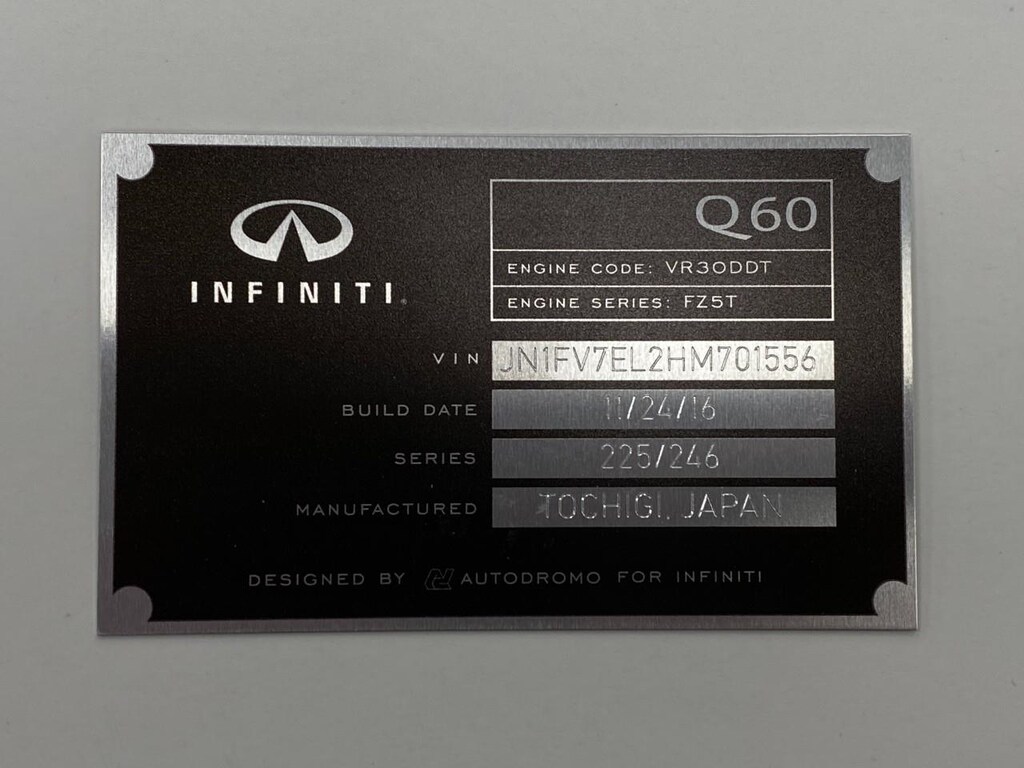 INFINITI®
Q60
ENGINE CODE: VR30DDT
ENGINE SERIES: FZ5T
VIN JN1FV7EL2HM701556
BUILD DATE 11/24/16
SERIES 225/246
MANUFACTURED TOCHIGI, JAPAN
DESIGNED BY AUTODROMO FOR INFINITI